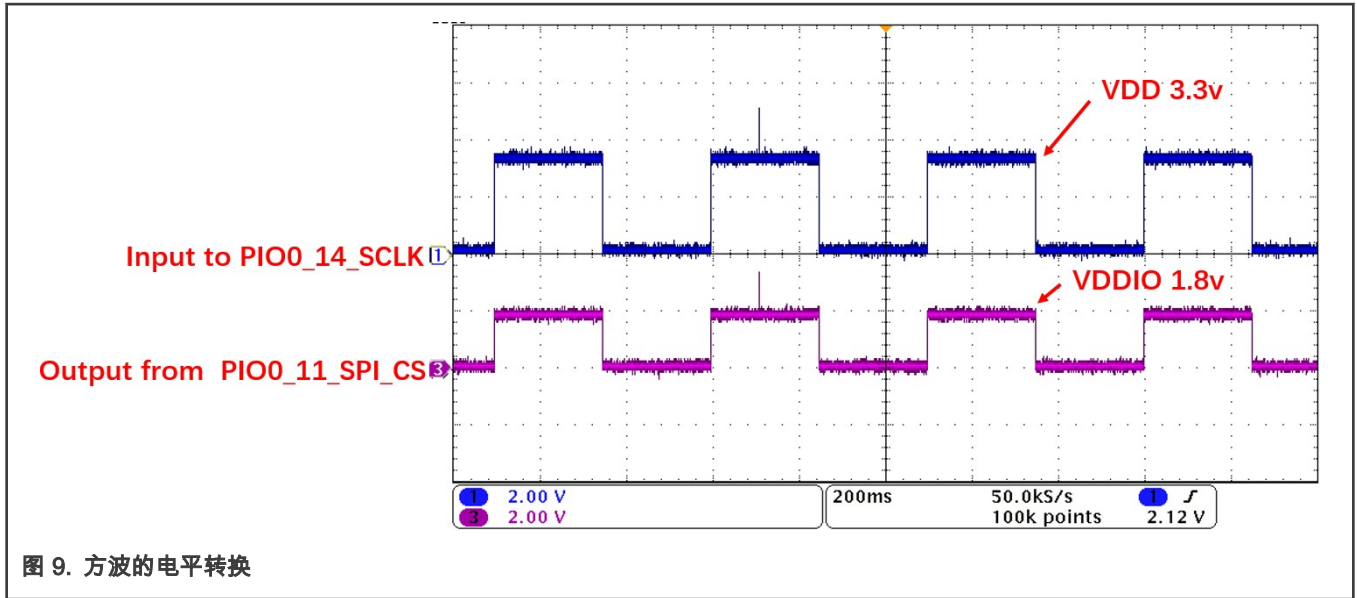 VDD 3.3v
Input to PIO0_14_SCLK 1
VDDIO 1.8v
Output from PIO0_11_SPI_CS 3
1 2.00 V 200ms 50.0kS/s 1
3 2.00 V 100k points 2.12 V
图 9. 方波的电平转换